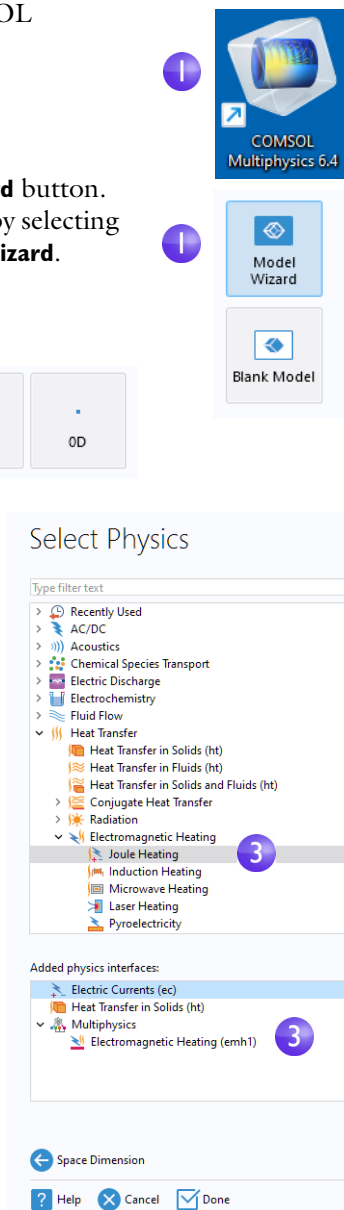 OL
1
COMSOL
Multiphysics 6.4
button.
by selecting
1
Model
Wizard
Blank Model
0D
Select Physics
Type filter text
Recently Used
AC/DC
Acoustics
Chemical Species Transport
Electric Discharge
Electrochemistry
Fluid Flow
Heat Transfer
Heat Transfer in Solids (ht)
Heat Transfer in Fluids (ht)
Heat Transfer in Solids and Fluids (ht)
Conjugate Heat Transfer
Radiation
Electromagnetic Heating
Joule Heating
3
Induction Heating
Microwave Heating
Laser Heating
Pyroelectricity
Added physics interfaces:
Electric Currents (ec)
Heat Transfer in Solids (ht)
Multiphysics
Electromagnetic Heating (emh1)
3
Space Dimension
? Help Cancel Done